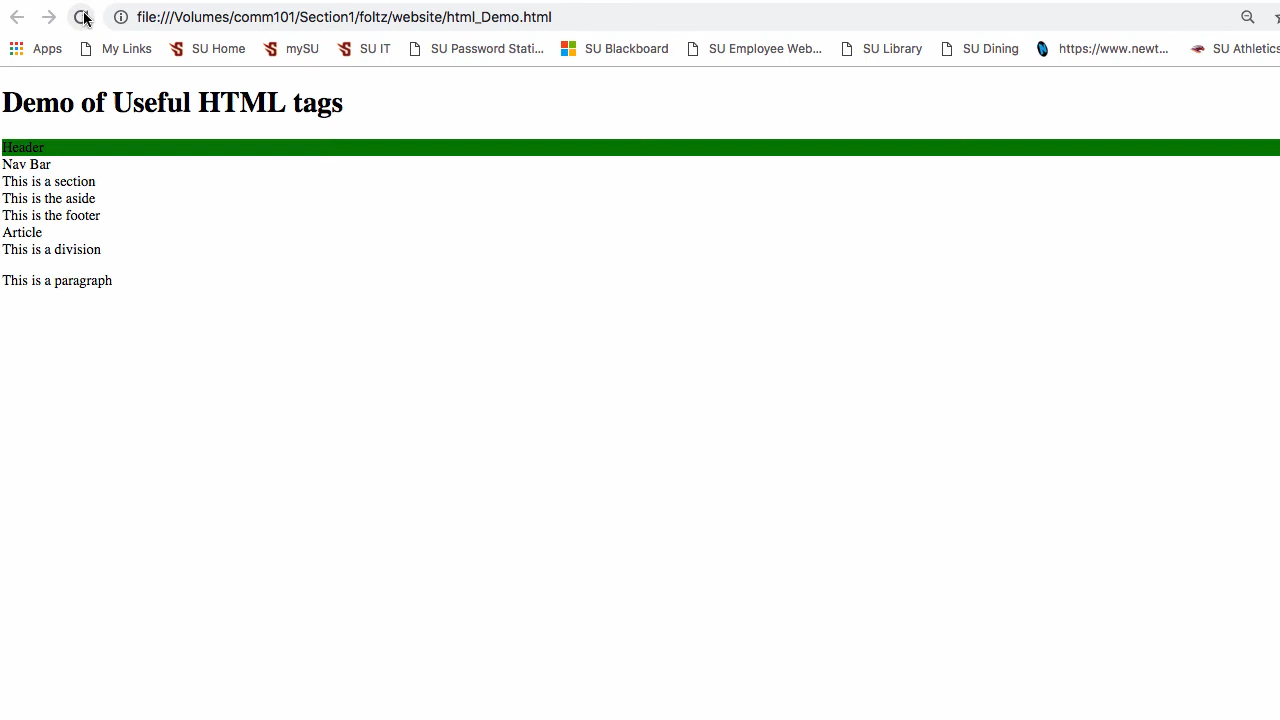 file:///Volumes/comm101/Section1/foltz/website/html_Demo.html
Apps My Links SU Home mySU SU IT SU Password Stati... SU Blackboard SU Employee Web... SU Library SU Dining https://www.newt... SU Athletics
Demo of Useful HTML tags
Header
Nav Bar
This is a section
This is the aside
This is the footer
Article
This is a division
This is a paragraph